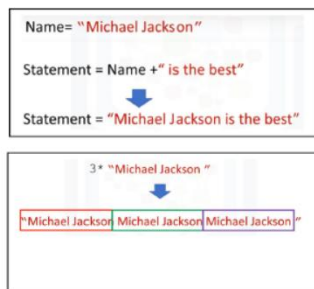 Name= “Michael Jackson”
Statement = Name +“ is the best”
Statement = “Michael Jackson is the best”
3* “Michael Jackson ”
“Michael Jackson Michael Jackson Michael Jackson ”